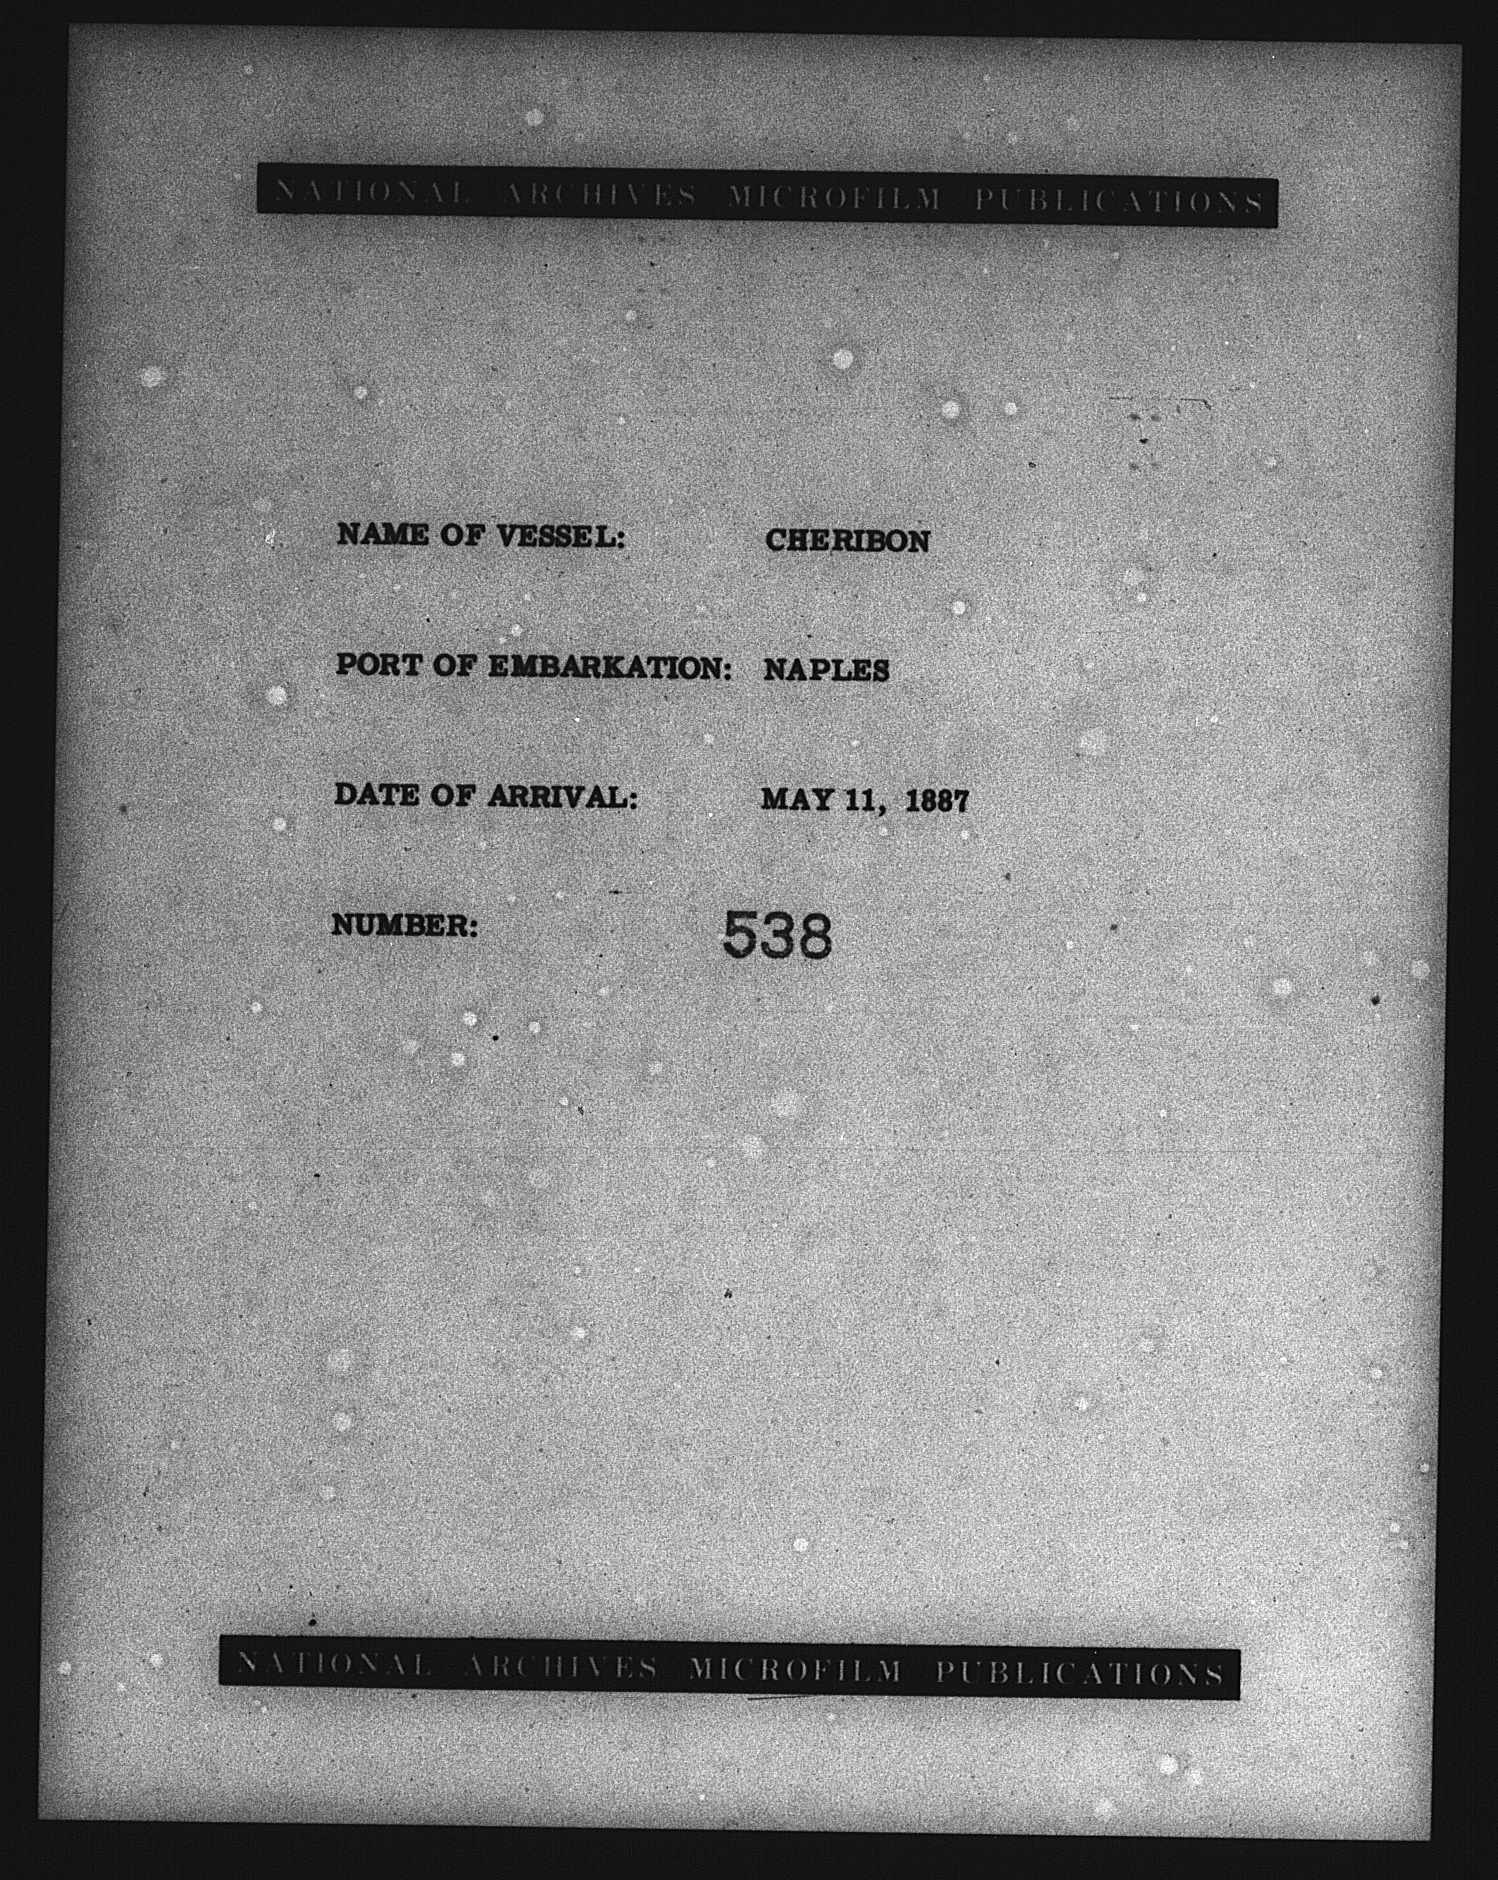 NATIONAL ARCHIVES MICROFILM PUBLICATIONS
NAME OF VESSEL: CHERIBON
PORT OF EMBARKATION: NAPLES
DATE OF ARRIVAL: MAY 11, 1887
NUMBER: 538
NATIONAL ARCHIVES MICROFILM PUBLICATIONS